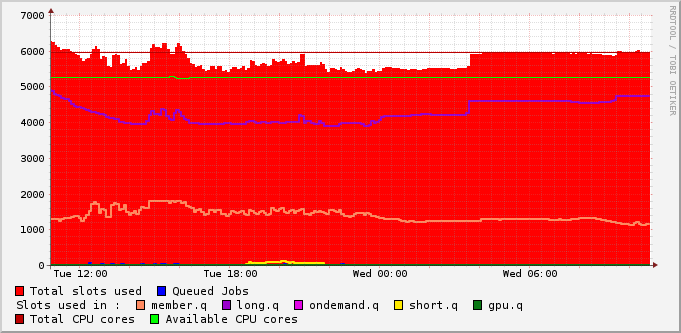 7000
6000
5000
4000
3000
2000
1000
0
Tue 12:00 Tue 18:00 Wed 00:00 Wed 06:00
Total slots used Queued Jobs
Slots used in : member.q long.q ondemand.q short.q gpu.q
Total CPU cores Available CPU cores
RRDTOOL / TOBI OETIKER